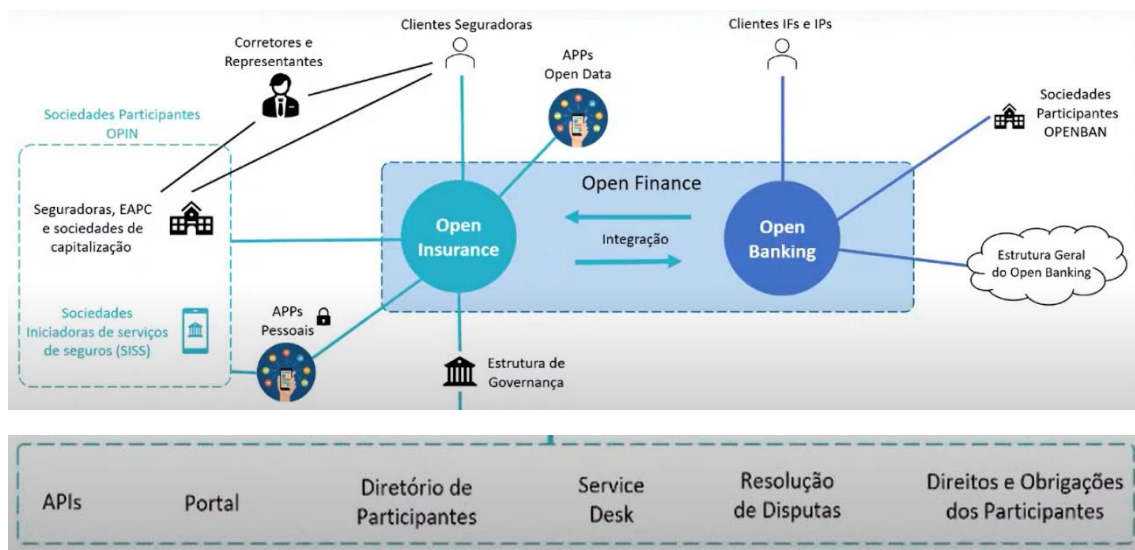 Clientes Seguradoras
Clientes IFs e IPs
Corretores e
Representantes
APPs
Open Data
Sociedades Participantes
OPIN
Sociedades
Participantes
OPENBAN
Open Finance
Seguradoras, EAPC
e sociedades de
capitalização
Open
Insurance
Integração
Open
Banking
Estrutura Geral
do Open Banking
Sociedades
Iniciadoras de serviços
de seguros (SISS)
APPs
Pessoais
Estrutura de
Governança
APIs
Portal
Diretório de
Participantes
Service
Desk
Resolução
de Disputas
Direitos e Obrigações
dos Participantes